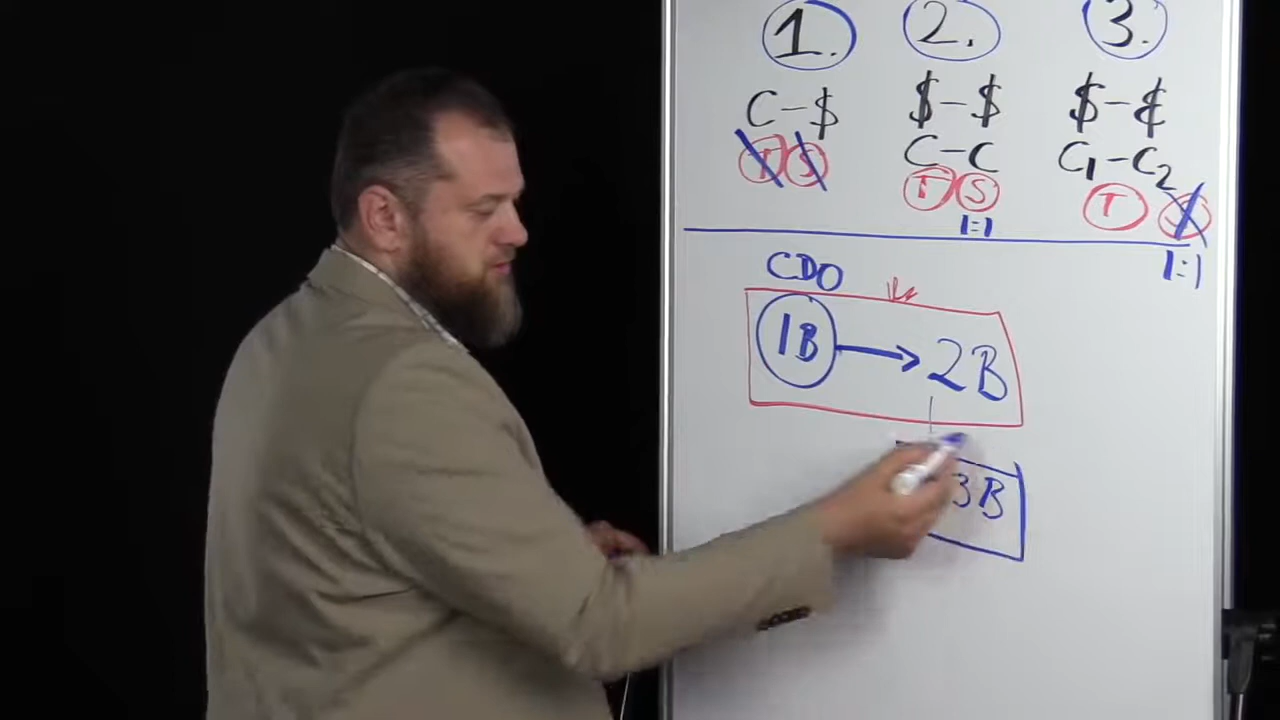 1. 2. 3.
C-$ $-$ $-¢
T S C-C C₁-C₂
T S T
1:1
1:1
CDO
1B → 2B
3B